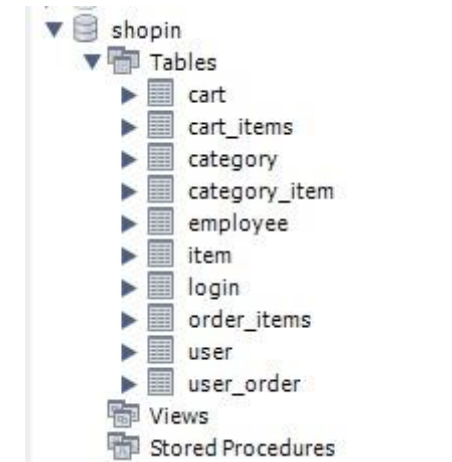 shopin
Tables
cart
cart_items
category
category_item
employee
item
login
order_items
user
user_order
Views
Stored Procedures